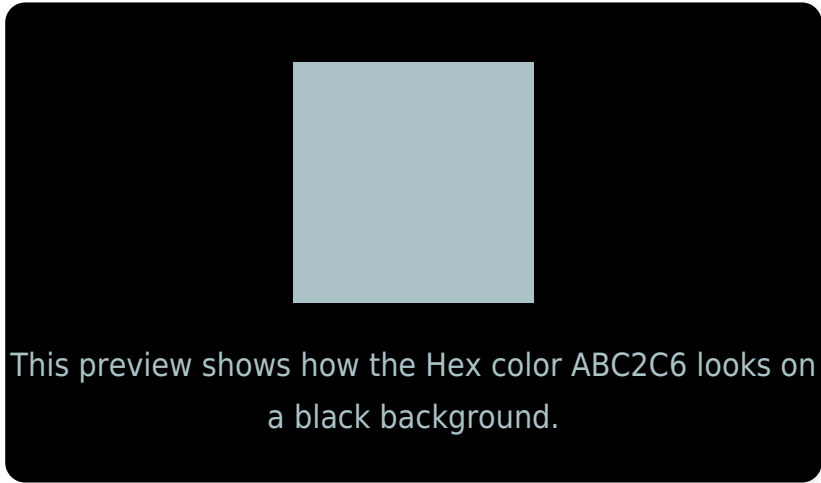 This preview shows how the Hex color ABC2C6 looks on
a black background.